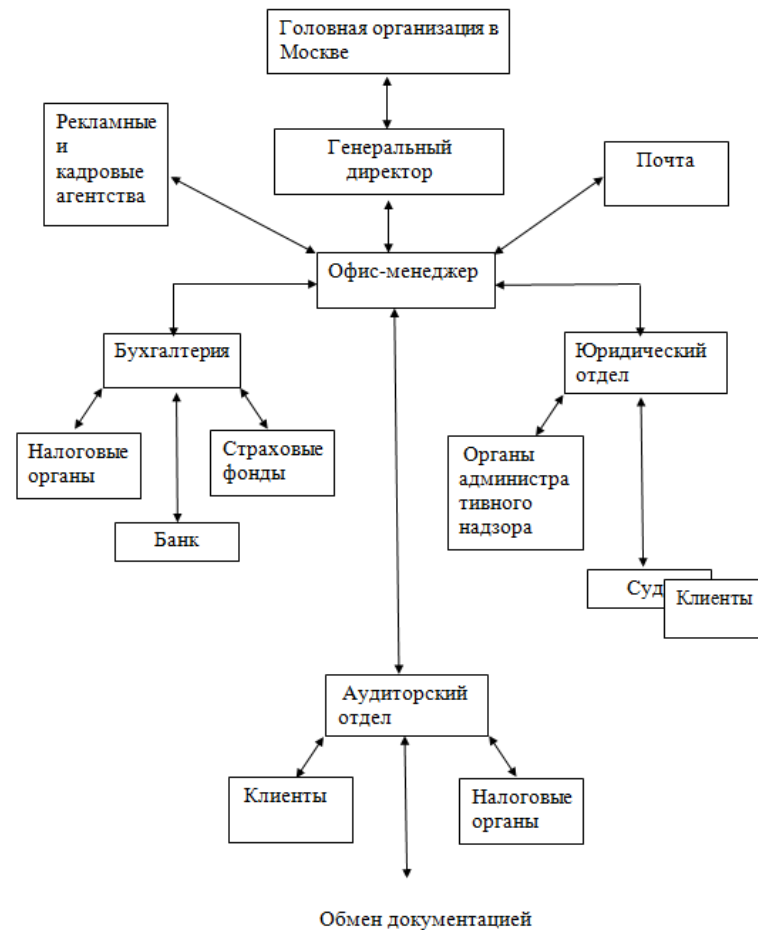 Головная организация в
Москве
Рекламные
и
кадровые
агентства
Генеральный
директор
Почта
Офис-менеджер
Бухгалтерия
Юридический
отдел
Налоговые
органы
Страховые
фонды
Органы
администра
тивного
надзора
Банк
Суд
Клиенты
Аудиторский
отдел
Клиенты
Налоговые
органы
Обмен документацией